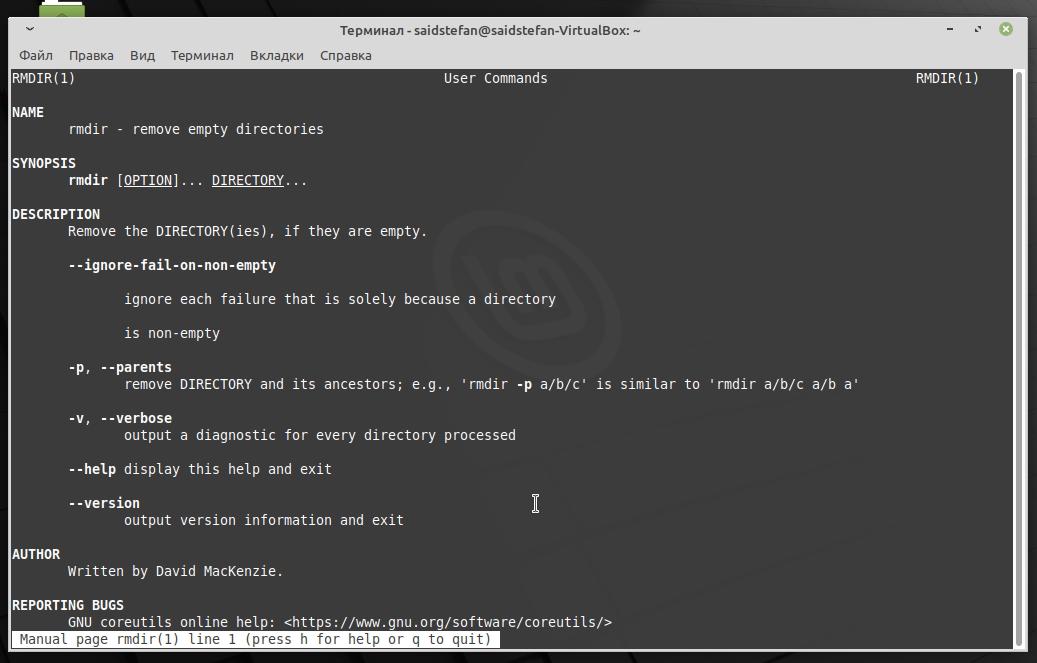 Терминал - saidstefan@saidstefan-VirtualBox: ~
Файл Правка Вид Терминал Вкладки Справка
RMDIR(1) User Commands RMDIR(1)
NAME
rmdir - remove empty directories
SYNOPSIS
rmdir [OPTION]... DIRECTORY...
DESCRIPTION
Remove the DIRECTORY(ies), if they are empty.
--ignore-fail-on-non-empty
ignore each failure that is solely because a directory
is non-empty
-p, --parents
remove DIRECTORY and its ancestors; e.g., 'rmdir -p a/b/c' is similar to 'rmdir a/b/c a/b a'
-v, --verbose
output a diagnostic for every directory processed
--help display this help and exit
--version
output version information and exit
AUTHOR
Written by David MacKenzie.
REPORTING BUGS
GNU coreutils online help: <https://www.gnu.org/software/coreutils/>
Manual page rmdir(1) line 1 (press h for help or q to quit)